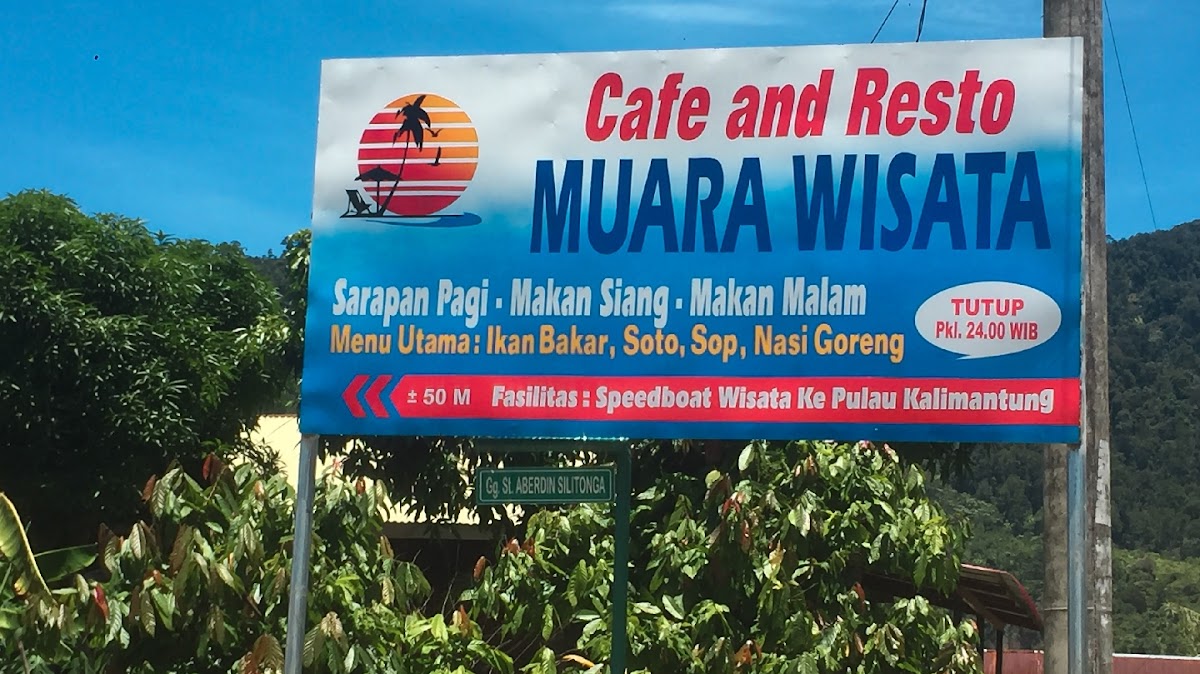 Cafe and Resto
MUARA WISATA
Sarapan Pagi - Makan Siang - Makan Malam
Menu Utama : Ikan Bakar, Soto, Sop, Nasi Goreng
TUTUP
Pkl. 24.00 WIB
± 50 M Fasilitas : Speedboat Wisata Ke Pulau Kalimantung
Gg St. ABERDIN SILITONGA